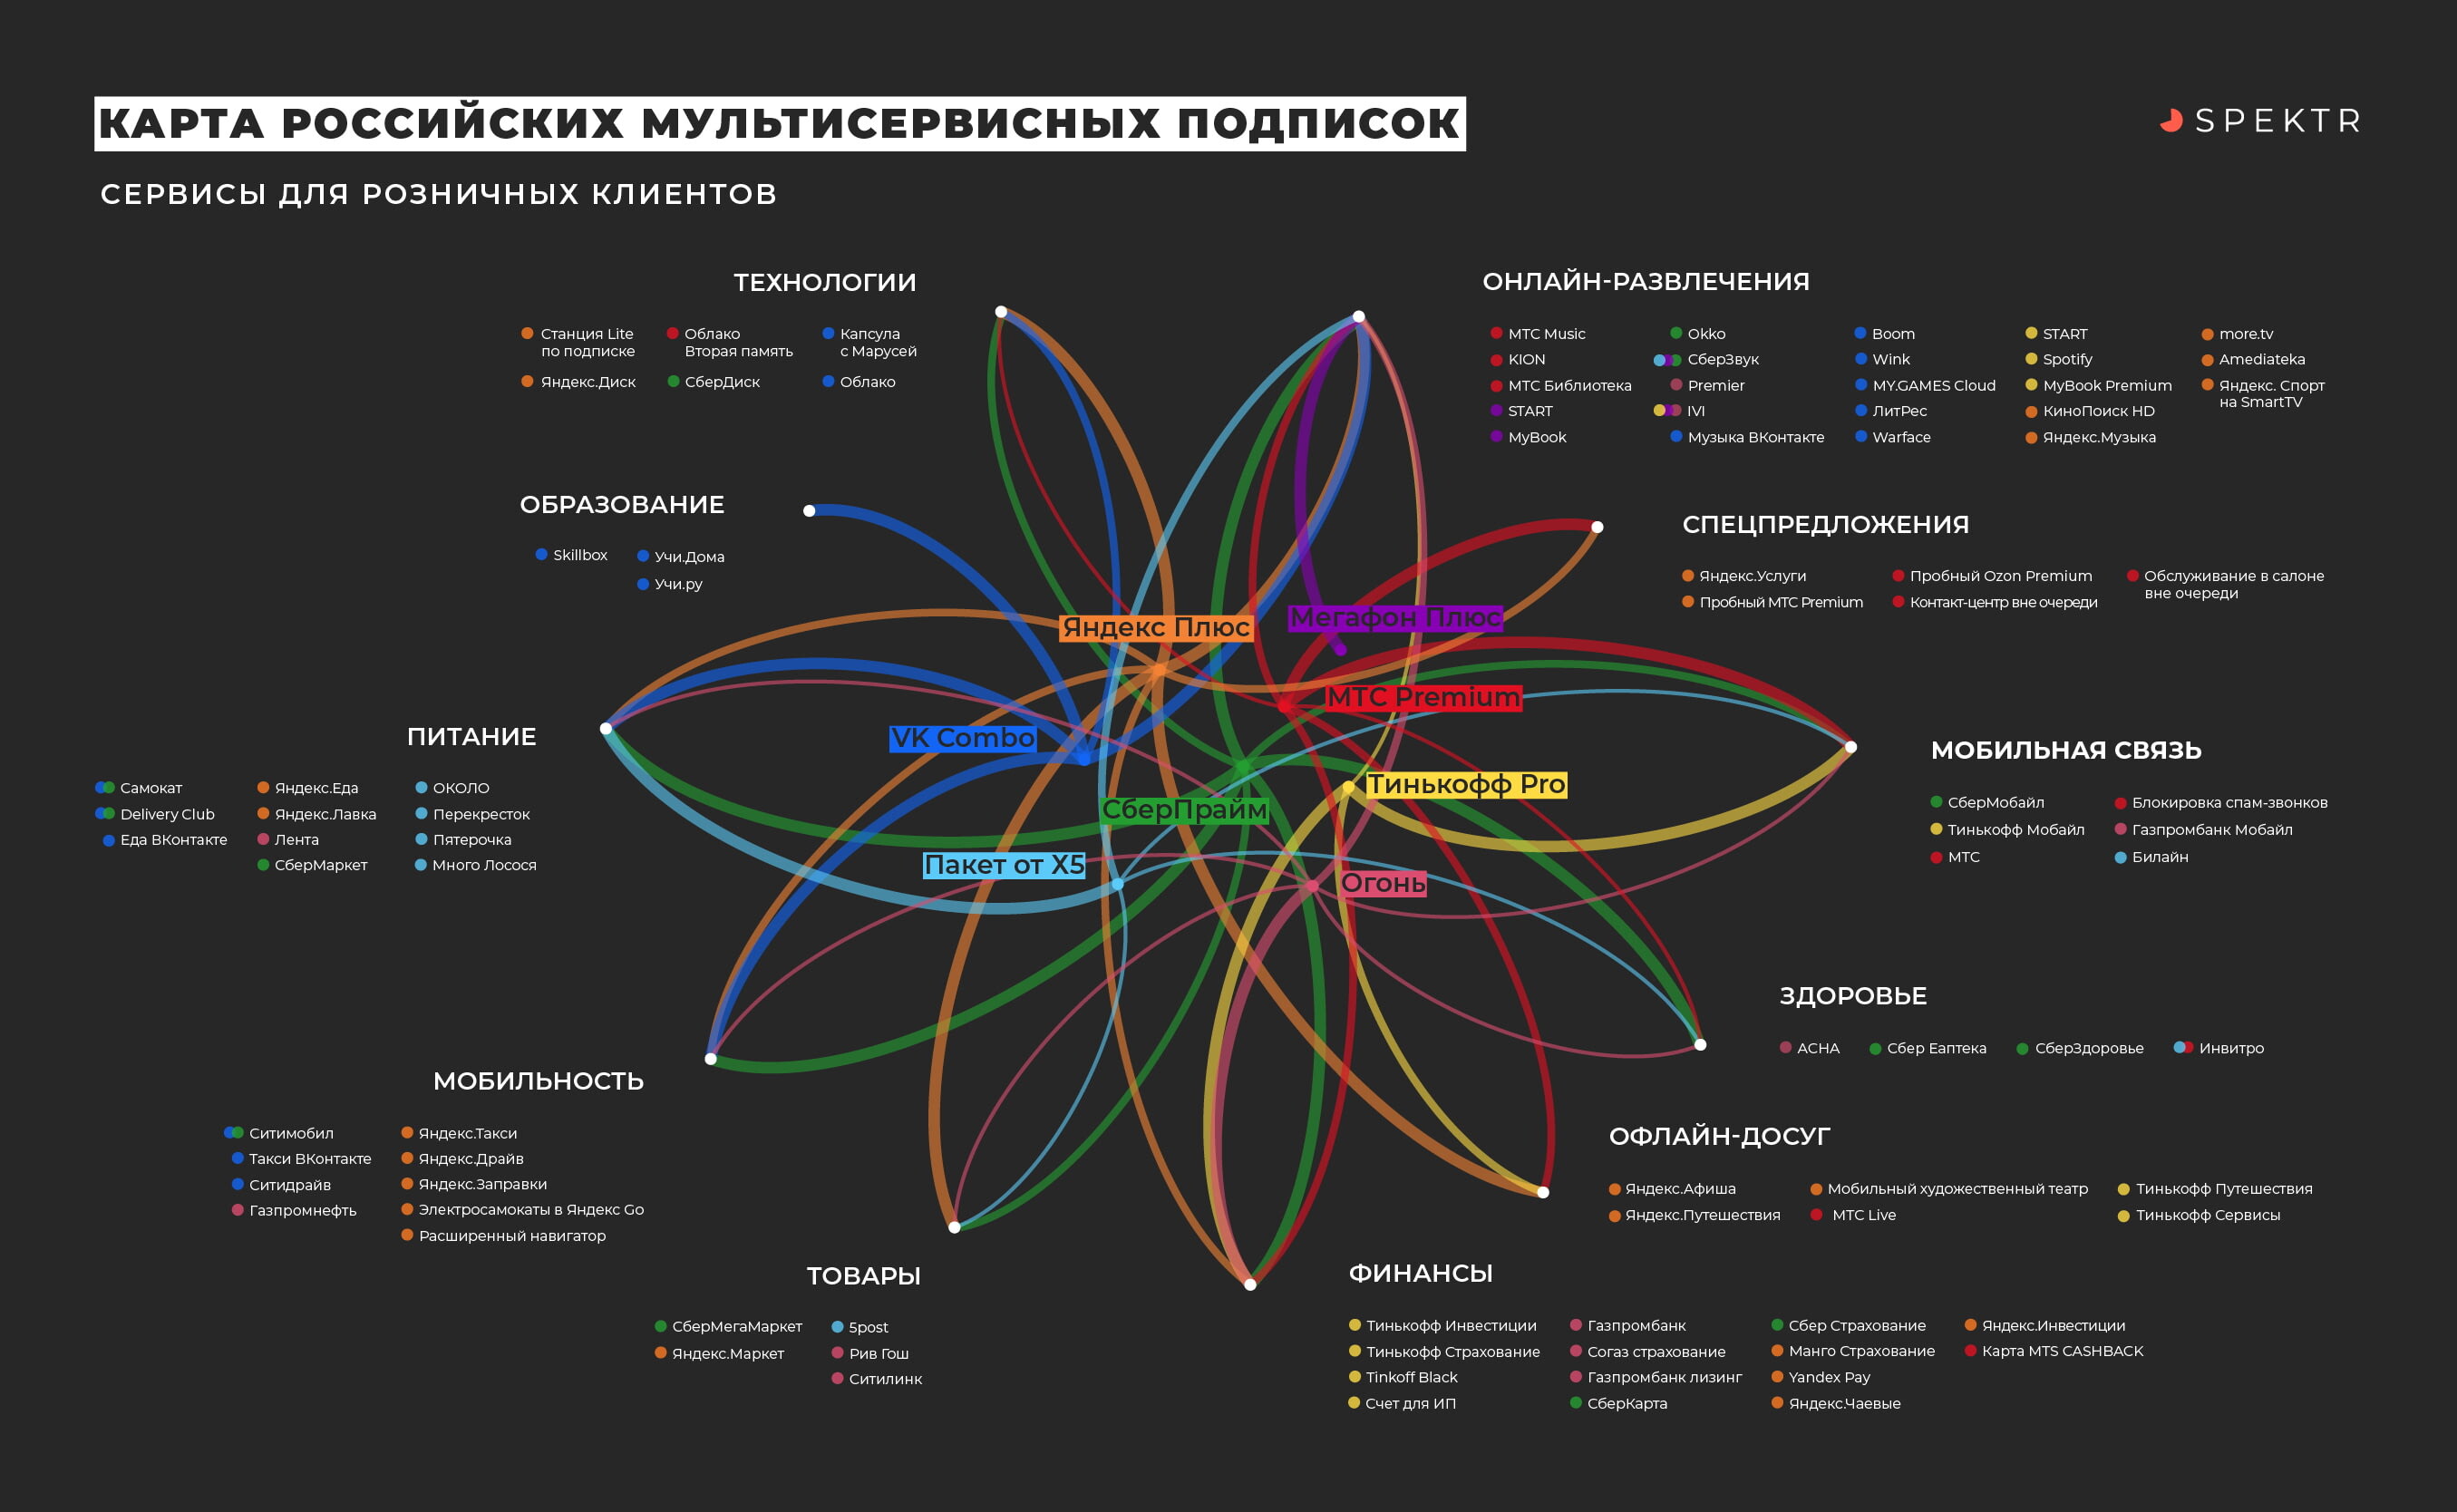 КАРТА РОССИЙСКИХ МУЛЬТИСЕРВИСНЫХ ПОДПИСОК
SPEKTR
СЕРВИСЫ ДЛЯ РОЗНИЧНЫХ КЛИЕНТОВ
ТЕХНОЛОГИИ
Станция Lite
по подписке
Яндекс.Диск
Облако
Вторая память
СберДиск
Капсула
с Марусей
Облако
ОНЛАЙН-РАЗВЛЕЧЕНИЯ
МТС Music
KION
МТС Библиотека
START
MyBook
Okko
СберЗвук
Premier
IVI
Музыка ВКонтакте
Boom
Wink
MY.GAMES Cloud
ЛитРес
Warface
START
Spotify
MyBook Premium
КиноПоиск HD
Яндекс.Музыка
more.tv
Amediateka
Яндекс. Спорт
на SmartTV
ОБРАЗОВАНИЕ
Skillbox
Учи.Дома
Учи.ру
СПЕЦПРЕДЛОЖЕНИЯ
Яндекс.Услуги
Пробный МТС Premium
Пробный Ozon Premium
Контакт-центр вне очереди
Обслуживание в салоне
вне очереди
Яндекс Плюс
Мегафон Плюс
МТС Premium
VK Combo
Тинькофф Pro
СберПрайм
Пакет от X5
Огонь
ПИТАНИЕ
Самокат
Delivery Club
Еда ВКонтакте
Яндекс.Еда
Яндекс.Лавка
Лента
СберМаркет
ОКОЛО
Перекресток
Пятерочка
Много Лосося
МОБИЛЬНАЯ СВЯЗЬ
СберМобайл
Тинькофф Мобайл
МТС
Блокировка спам-звонков
Газпромбанк Мобайл
Билайн
ЗДОРОВЬЕ
АСНА
Сбер Еаптека
СберЗдоровье
Инвитро
МОБИЛЬНОСТЬ
Ситимобил
Такси ВКонтакте
Ситидрайв
Газпромнефть
Яндекс.Такси
Яндекс.Драйв
Яндекс.Заправки
Электросамокаты в Яндекс Go
Расширенный навигатор
ОФЛАЙН-ДОСУГ
Яндекс.Афиша
Яндекс.Путешествия
Мобильный художественный театр
МТС Live
Тинькофф Путешествия
Тинькофф Сервисы
ТОВАРЫ
СберМегаМаркет
Яндекс.Маркет
5post
Рив Гош
Ситилинк
ФИНАНСЫ
Тинькофф Инвестиции
Тинькофф Страхование
Tinkoff Black
Счет для ИП
Газпромбанк
Согаз страхование
Газпромбанк лизинг
СберКарта
Сбер Страхование
Манго Страхование
Yandex Pay
Яндекс.Чаевые
Яндекс.Инвестиции
Карта MTS CASHBACK